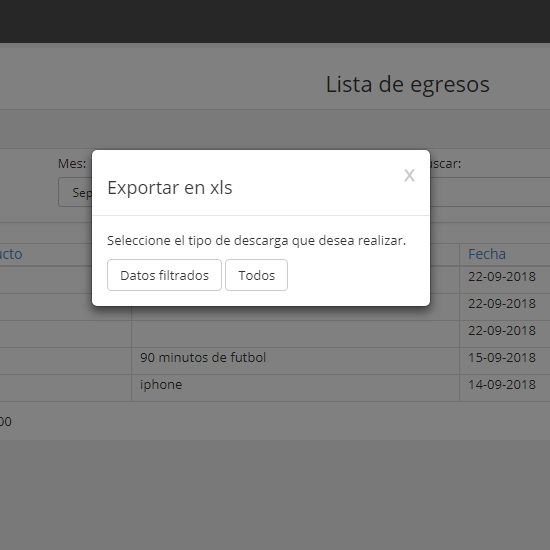 Lista de egresos
Mes:
scar:
Sep
Exportar en xls
x
Seleccione el tipo de descarga que desea realizar.
Datos filtrados
Todos
ucto
Fecha
22-09-2018
22-09-2018
22-09-2018
90 minutos de futbol
15-09-2018
iphone
14-09-2018
00